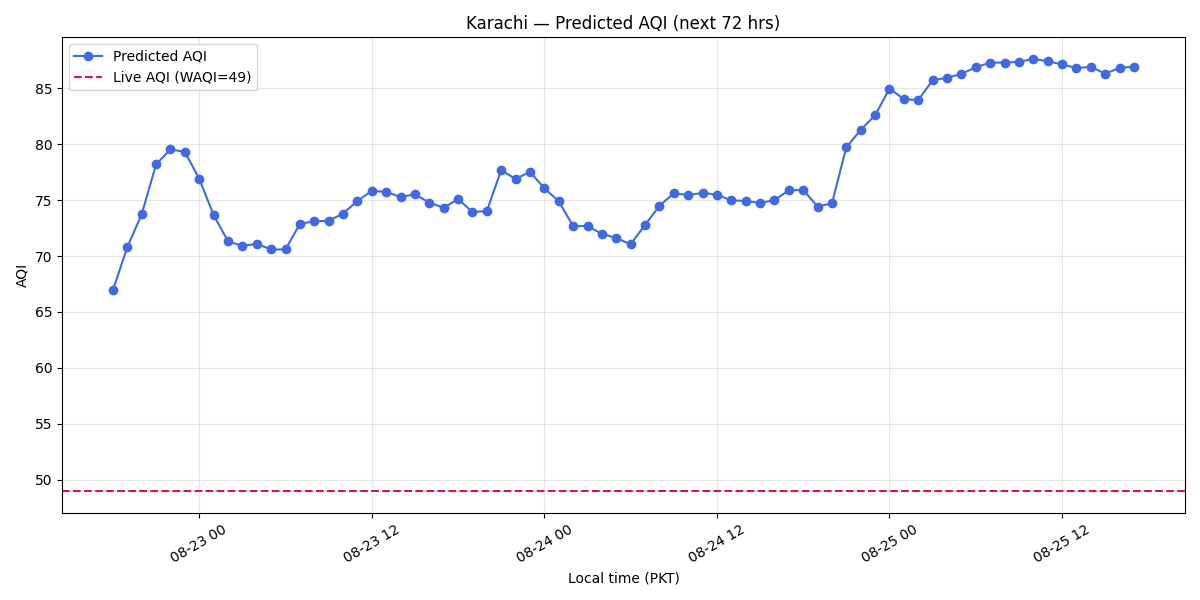 Karachi — Predicted AQI (next 72 hrs)
Predicted AQI
Live AQI (WAQI=49)
AQI
85
80
75
70
65
60
55
50
08-23 00
08-23 12
08-24 00
08-24 12
08-25 00
08-25 12
Local time (PKT)